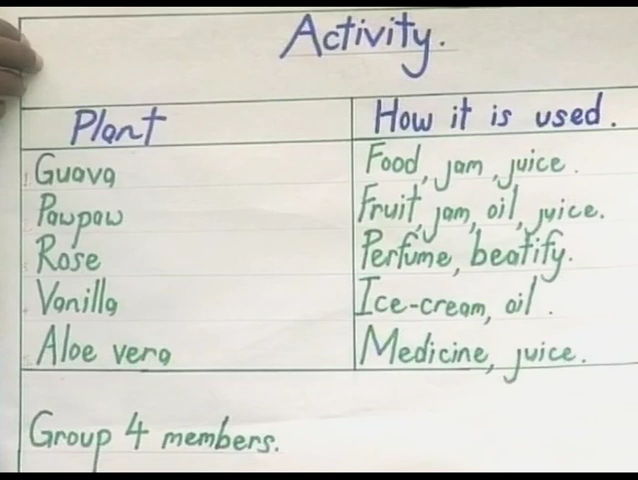 Activity.
Plant How it is used.
Guava Food, jam, juice.
Pawpaw Fruit, jam, oil, juice.
Rose Perfume, beatify.
Vanilla Ice-cream, oil.
Aloe vera Medicine, juice.
Group 4 members.